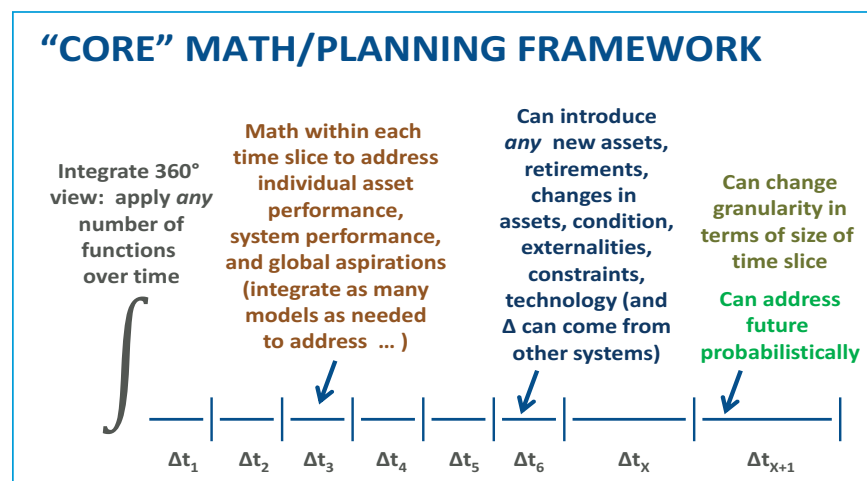 “CORE” MATH/PLANNING FRAMEWORK
Integrate 360°
view:  apply any
number of
functions
over time
∫
Math within each
time slice to address
individual asset
performance,
system performance,
and global aspirations
(integrate as many
models as needed
to address  … )
Can introduce
any  new assets,
retirements,
changes in
assets, condition,
externalities,
constraints,
technology (and
Δ can come from
other systems)
Can change
granularity in
terms of size of
time slice
Can address
future
probabilistically
Δt₁ Δt₂ Δt₃ Δt₄ Δt₅ Δt₆ Δtₓ Δtₓ₊₁